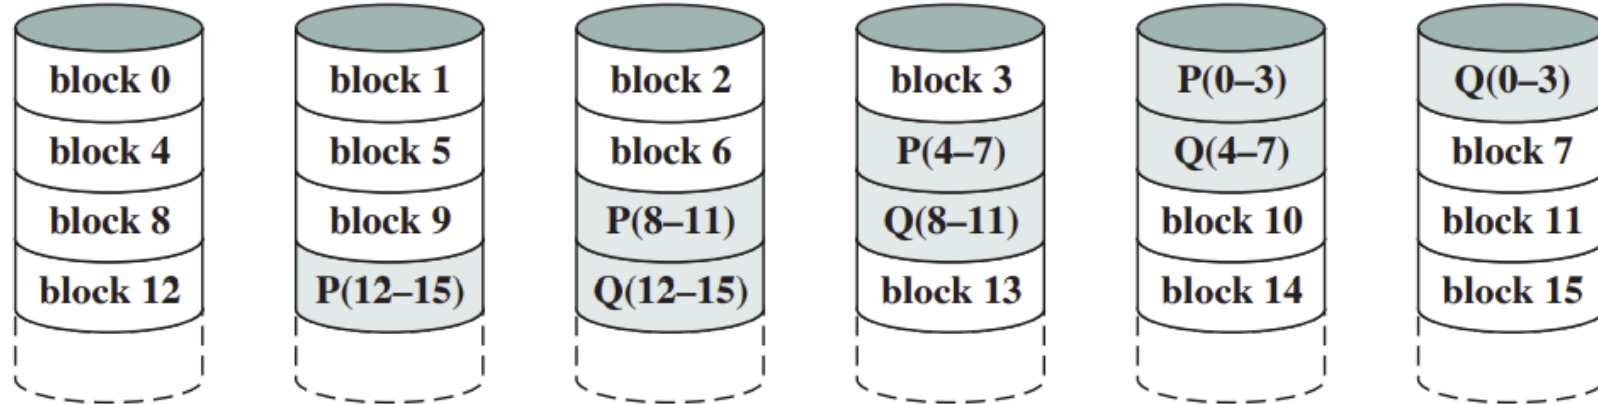 block 0 block 1 block 2 block 3 P(0–3) Q(0–3)
block 4 block 5 block 6 P(4–7) Q(4–7) block 7
block 8 block 9 P(8–11) Q(8–11) block 10 block 11
block 12 P(12–15) Q(12–15) block 13 block 14 block 15